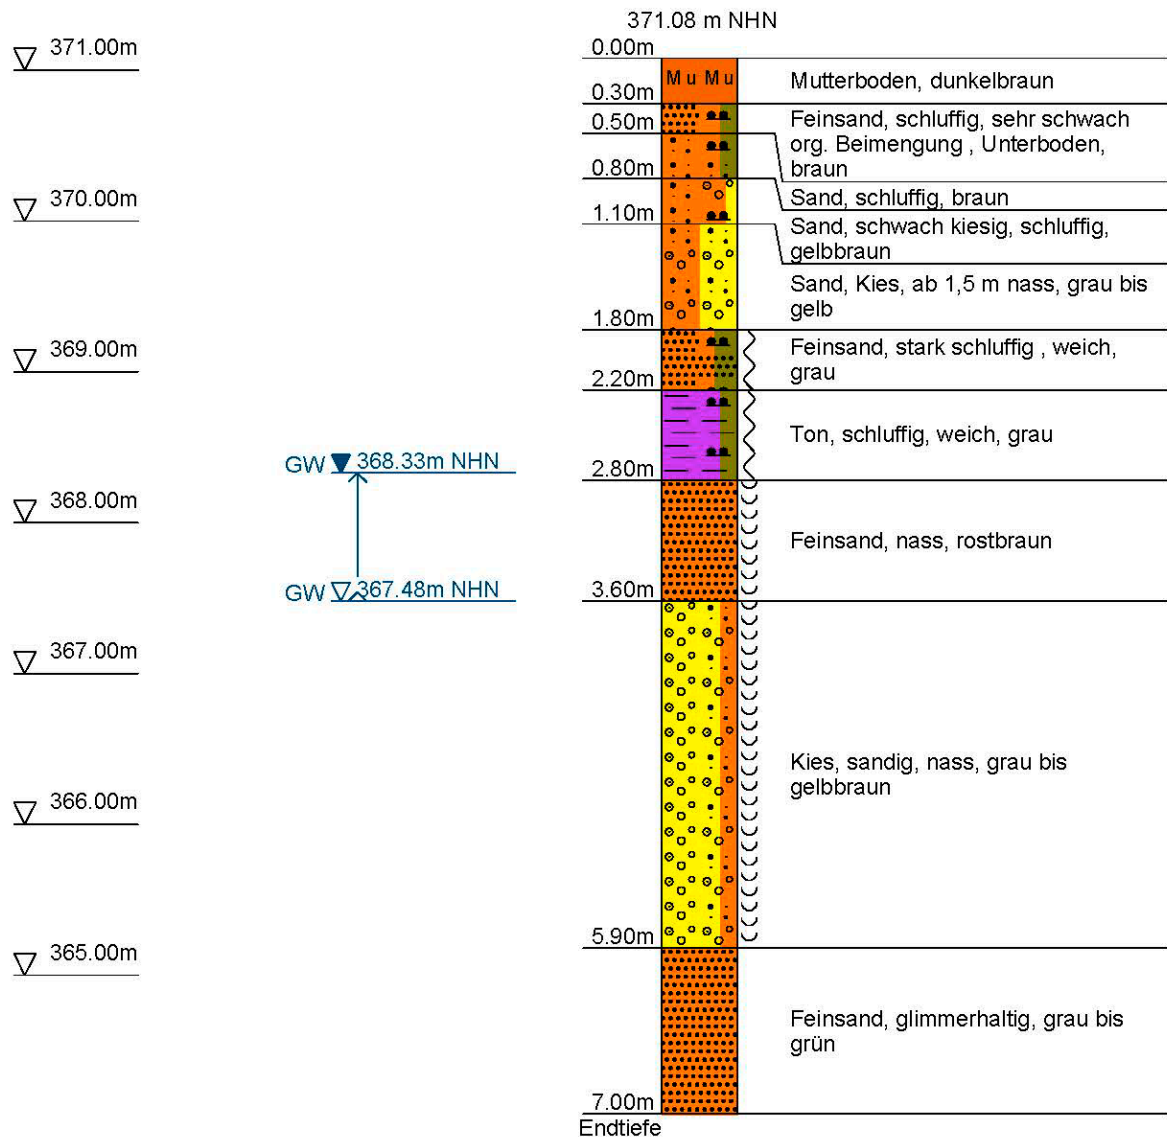 371.08 m NHN
371.00m
370.00m
369.00m
368.00m
367.00m
366.00m
365.00m
GW 368.33m NHN
GW 367.48m NHN
0.00m
Mu Mu
Mutterboden, dunkelbraun
0.30m
Feinsand, schluffig, sehr schwach
org. Beimengung , Unterboden,
braun
0.50m
Sand, schluffig, braun
0.80m
Sand, schwach kiesig, schluffig,
gelbbraun
1.10m
Sand, Kies, ab 1,5 m nass, grau bis
gelb
1.80m
Feinsand, stark schluffig , weich,
grau
2.20m
Ton, schluffig, weich, grau
2.80m
Feinsand, nass, rostbraun
3.60m
Kies, sandig, nass, grau bis
gelbbraun
5.90m
Feinsand, glimmerhaltig, grau bis
grün
7.00m
Endtiefe